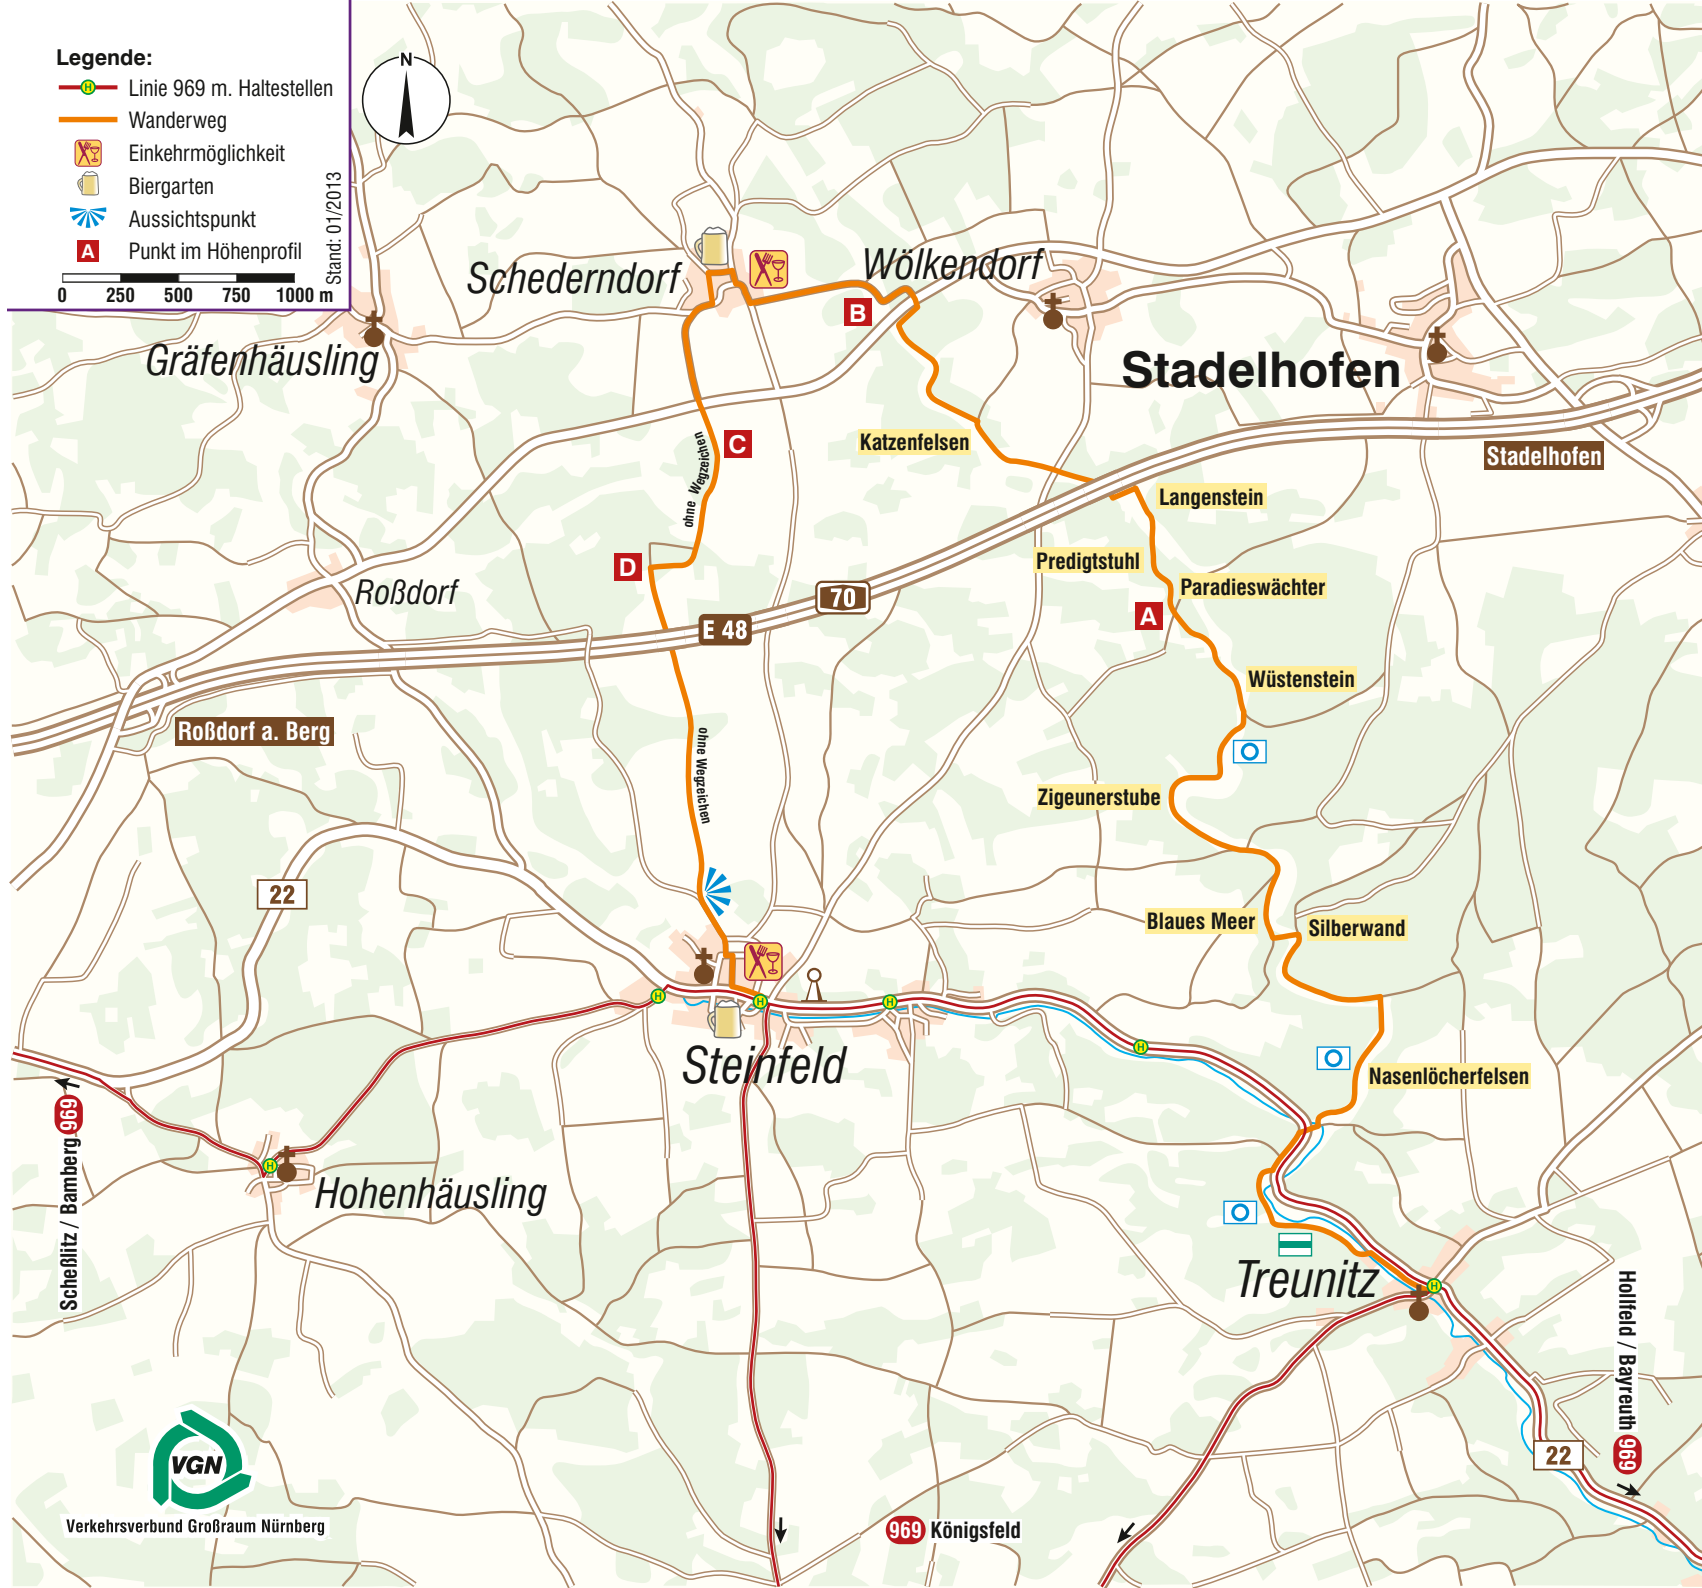 Legende:
H Linie 969 m. Haltestellen
Wanderweg
Einkehrmöglichkeit
Biergarten
Aussichtspunkt
A Punkt im Höhenprofil
0 250 500 750 1000 m
Stand: 01/2013
N
Schederndorf
Wölkendorf
B
Gräfenhäusling
Stadelhofen
C
Katzenfelsen
Stadelhofen
ohne Wegzeichen
Langenstein
D
Predigtstuhl
Roßdorf
70
Paradieswächter
E 48
A
Wüstenstein
Roßdorf a. Berg
ohne Wegzeichen
Zigeunerstube
22
Blaues Meer
Silberwand
H
H
H
H
Steinfeld
Nasenlöcherfelsen
969
Scheßlitz / Bamberg
H
Hohenhäusling
Treunitz
H
Hollfeld / Bayreuth
969
22
VGN
Verkehrsverbund Großraum Nürnberg
969 Königsfeld